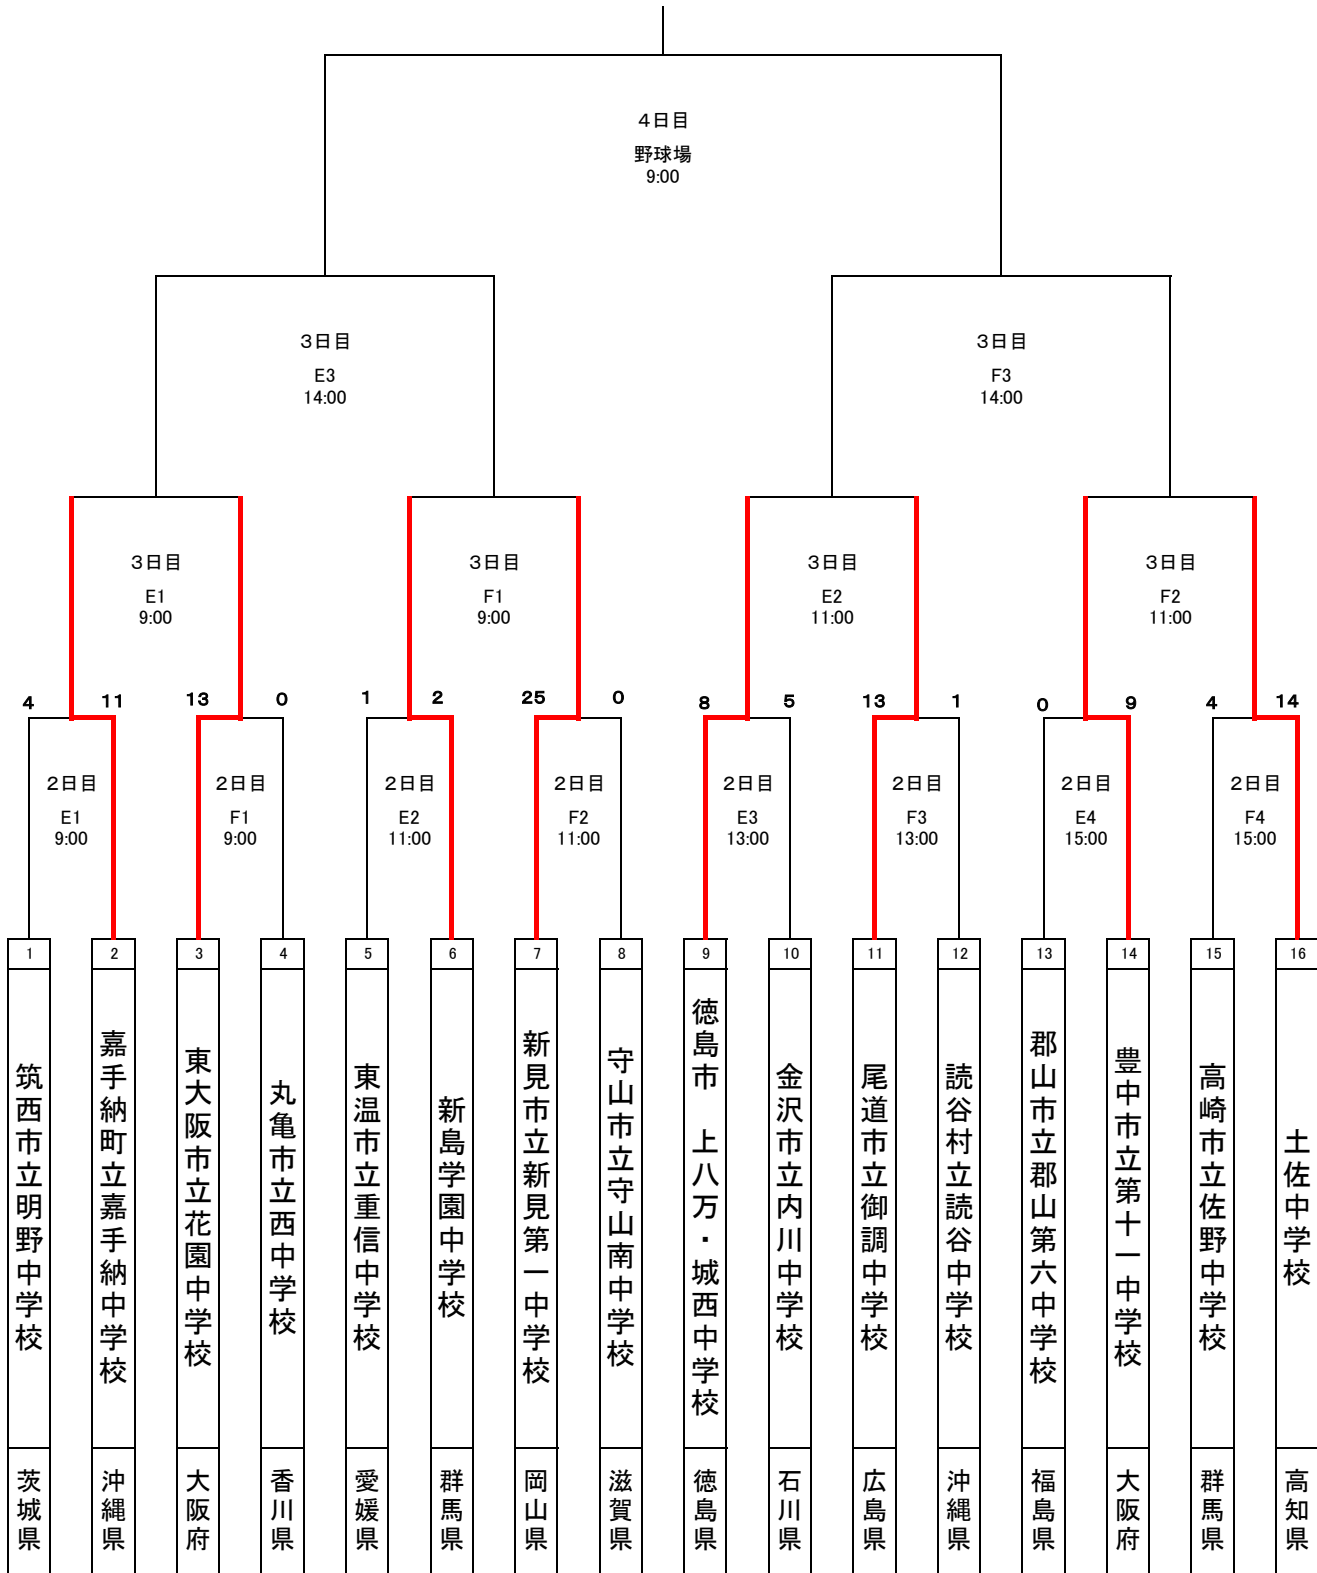 4日目
野球場
9:00
3日目
E3
14:00
3日目
F3
14:00
3日目
E1
9:00
3日目
F1
9:00
3日目
E2
11:00
3日目
F2
11:00
4 11 13 0 1 2 25 0 8 5 13 1 0 9 4 14
2日目
E1
9:00
2日目
F1
9:00
2日目
E2
11:00
2日目
F2
11:00
2日目
E3
13:00
2日目
F3
13:00
2日目
E4
15:00
2日目
F4
15:00
1
筑西市立明野中学校
茨城県
2
嘉手納町立嘉手納中学校
沖縄県
3
東大阪市立花園中学校
大阪府
4
丸亀市立西中学校
香川県
5
東温市立重信中学校
愛媛県
6
新島学園中学校
群馬県
7
新見市立新見第一中学校
岡山県
8
守山市立守山南中学校
滋賀県
9
徳島市 上八万・城西中学校
徳島県
10
金沢市立内川中学校
石川県
11
尾道市立御調中学校
広島県
12
読谷村立読谷中学校
沖縄県
13
郡山市立郡山第六中学校
福島県
14
豊中市立第十一中学校
大阪府
15
高崎市立佐野中学校
群馬県
16
土佐中学校
高知県